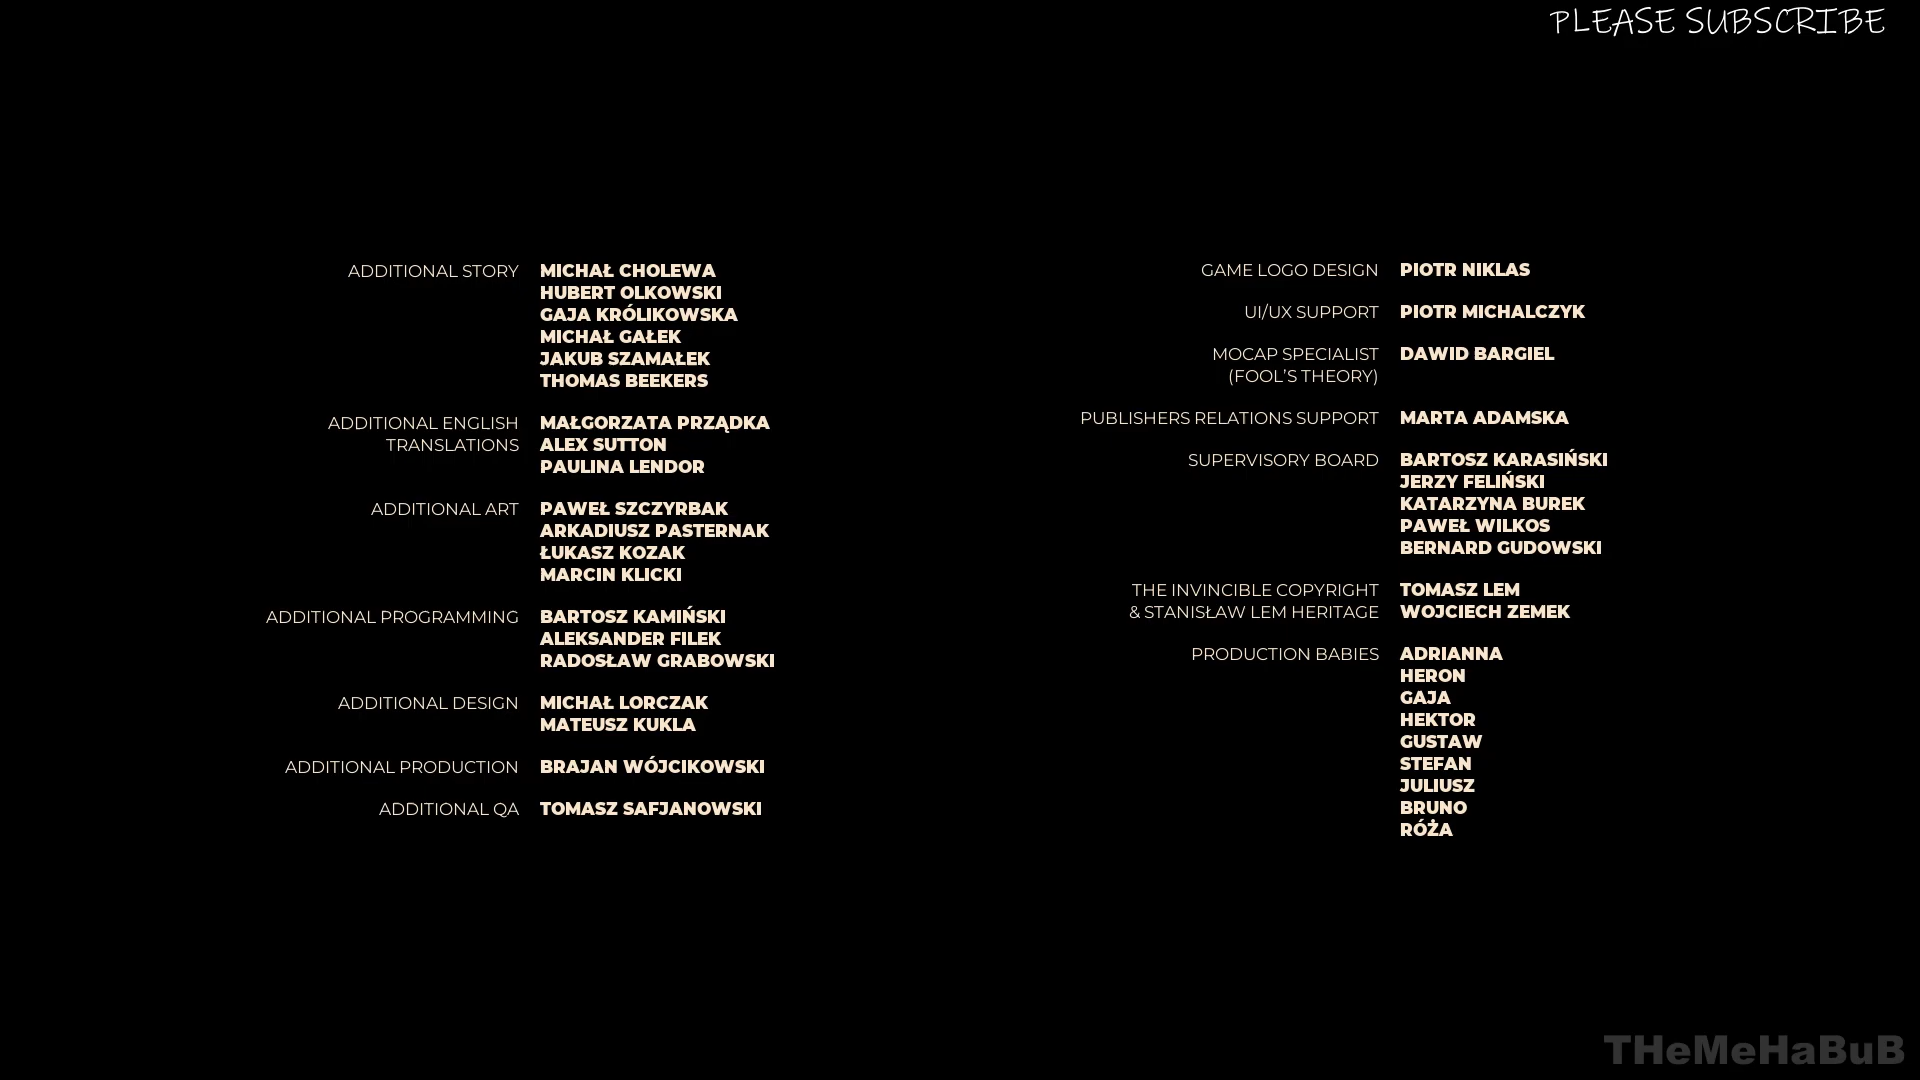 PLEASE SUBSCRIBE
ADDITIONAL STORY MICHAŁ CHOLEWA
HUBERT OLKOWSKI
GAJA KRÓLIKOWSKA
MICHAŁ GAŁEK
JAKUB SZAMAŁEK
THOMAS BEEKERS
ADDITIONAL ENGLISH MAŁGORZATA PRZĄDKA
TRANSLATIONS ALEX SUTTON
PAULINA LENDOR
ADDITIONAL ART PAWEŁ SZCZYRBAK
ARKADIUSZ PASTERNAK
ŁUKASZ KOZAK
MARCIN KLICKI
ADDITIONAL PROGRAMMING BARTOSZ KAMIŃSKI
ALEKSANDER FILEK
RADOSŁAW GRABOWSKI
ADDITIONAL DESIGN MICHAŁ LORCZAK
MATEUSZ KUKLA
ADDITIONAL PRODUCTION BRAJAN WÓJCIKOWSKI
ADDITIONAL QA TOMASZ SAFJANOWSKI
GAME LOGO DESIGN PIOTR NIKLAS
UI/UX SUPPORT PIOTR MICHALCZYK
MOCAP SPECIALIST DAWID BARGIEL
(FOOL’S THEORY)
PUBLISHERS RELATIONS SUPPORT MARTA ADAMSKA
SUPERVISORY BOARD BARTOSZ KARASIŃSKI
JERZY FELIŃSKI
KATARZYNA BUREK
PAWEŁ WILKOS
BERNARD GUDOWSKI
THE INVINCIBLE COPYRIGHT TOMASZ LEM
& STANISŁAW LEM HERITAGE WOJCIECH ZEMEK
PRODUCTION BABIES ADRIANNA
HERON
GAJA
HEKTOR
GUSTAW
STEFAN
JULIUSZ
BRUNO
RÓŻA
THeMeHaBuB